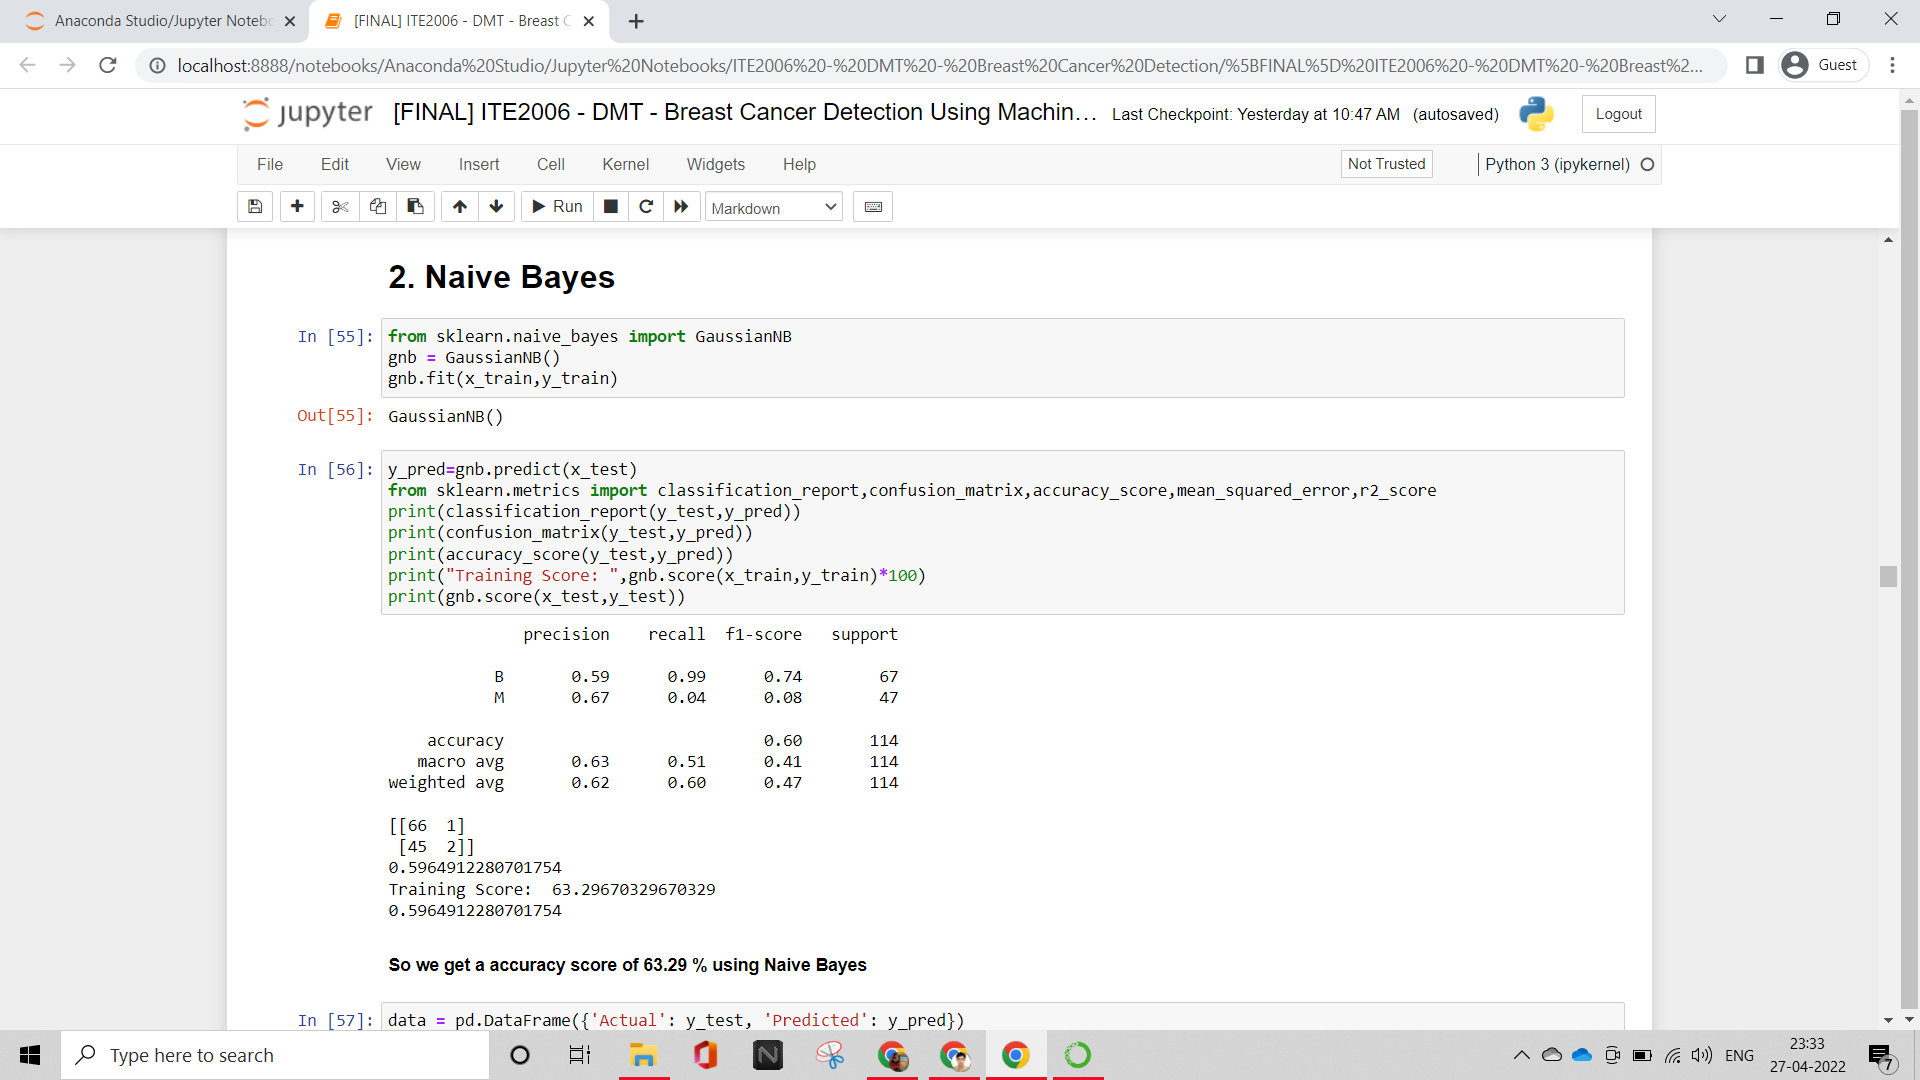 Anaconda Studio/Jupyter Noteb
[FINAL] ITE2006 - DMT - Breast C
localhost:8888/notebooks/Anaconda%20Studio/Jupyter%20Notebooks/ITE2006%20-%20DMT%20-%20Breast%20Cancer%20Detection/%5BFINAL%5D%20ITE2006%20-%20DMT%20-%20Breast%2...
Guest
jupyter [FINAL] ITE2006 - DMT - Breast Cancer Detection Using Machin... Last Checkpoint: Yesterday at 10:47 AM (autosaved)
Logout
File Edit View Insert Cell Kernel Widgets Help
Not Trusted
Python 3 (ipykernel)
Run
Markdown
2. Naive Bayes
In [55]: from sklearn.naive_bayes import GaussianNB
gnb = GaussianNB()
gnb.fit(x_train,y_train)
Out[55]: GaussianNB()
In [56]: y_pred=gnb.predict(x_test)
from sklearn.metrics import classification_report,confusion_matrix,accuracy_score,mean_squared_error,r2_score
print(classification_report(y_test,y_pred))
print(confusion_matrix(y_test,y_pred))
print(accuracy_score(y_test,y_pred))
print("Training Score: ",gnb.score(x_train,y_train)*100)
print(gnb.score(x_test,y_test))
precision recall f1-score support
B 0.59 0.99 0.74 67
M 0.67 0.04 0.08 47
accuracy 0.60 114
macro avg 0.63 0.51 0.41 114
weighted avg 0.62 0.60 0.47 114
[[66 1]
[45 2]]
0.5964912280701754
Training Score: 63.29670329670329
0.5964912280701754
So we get a accuracy score of 63.29 % using Naive Bayes
In [57]: data = pd.DataFrame({'Actual': y_test, 'Predicted': y_pred})
Type here to search
N
ENG
23:33
27-04-2022
7